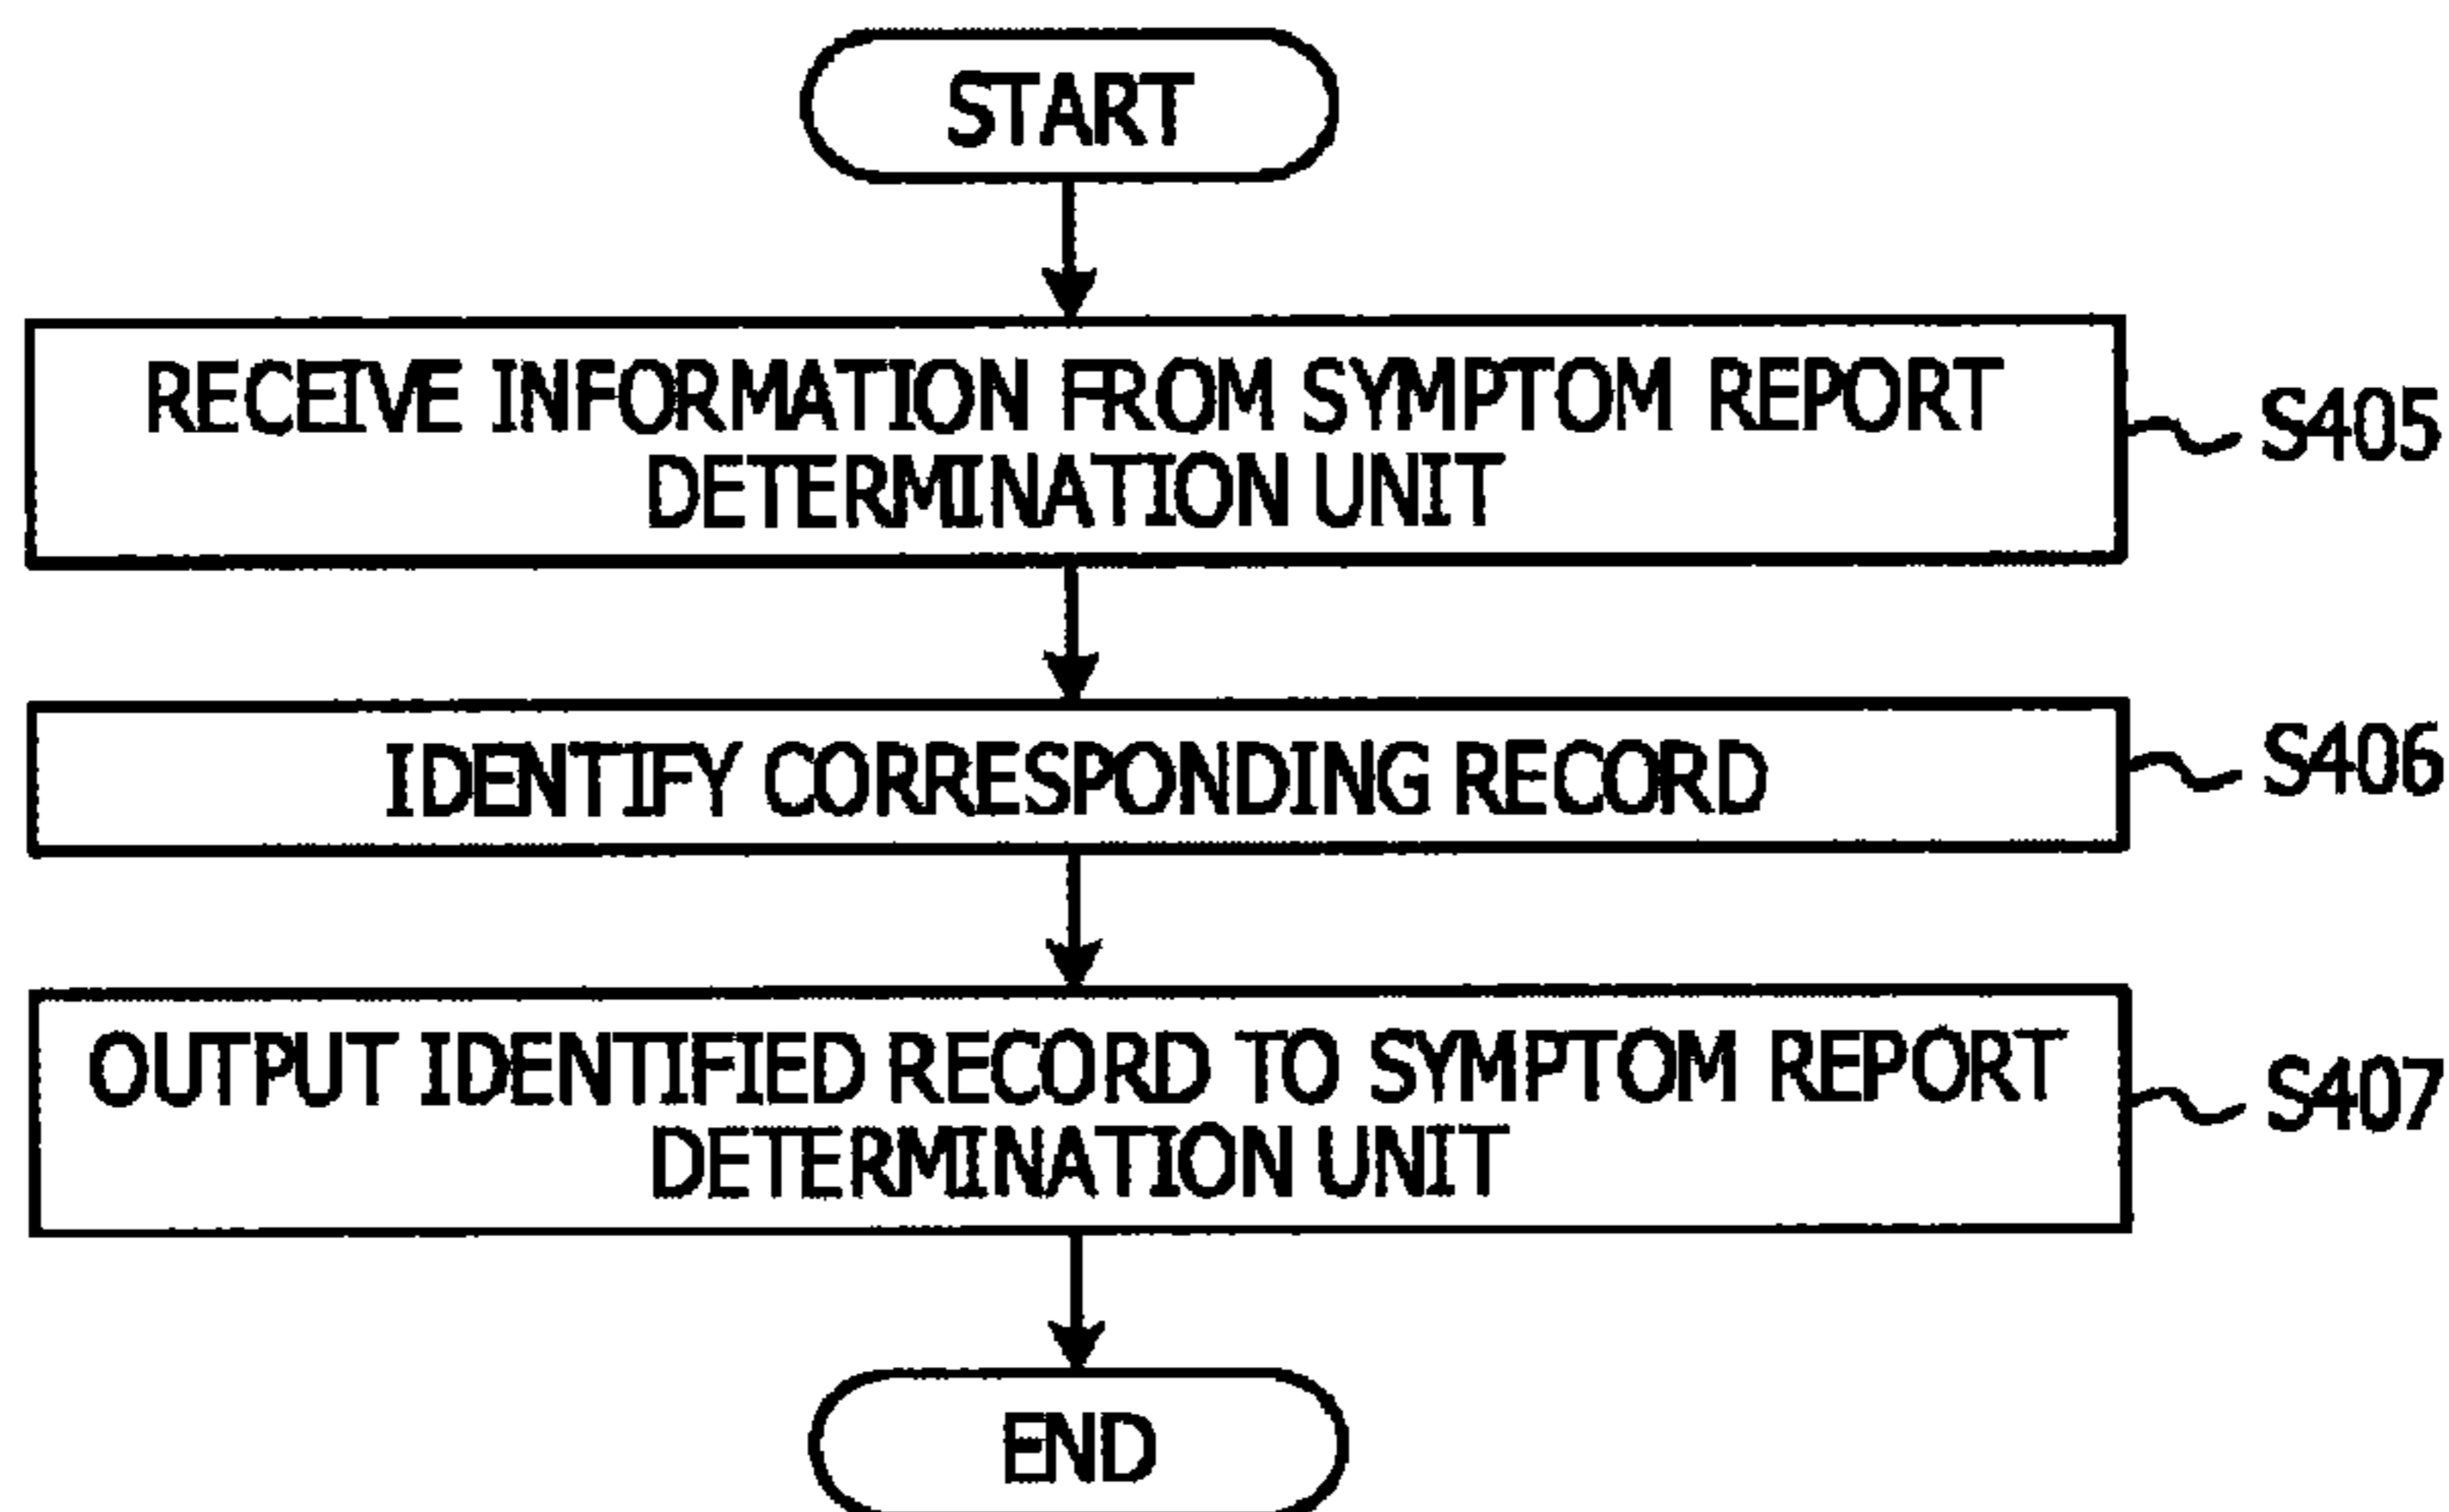 START
RECEIVE INFORMATION FROM SYMPTOM REPORT
DETERMINATION UNIT
S405
IDENTIFY CORRESPONDING RECORD
S406
OUTPUT IDENTIFIED RECORD TO SYMPTOM REPORT
DETERMINATION UNIT
S407
END